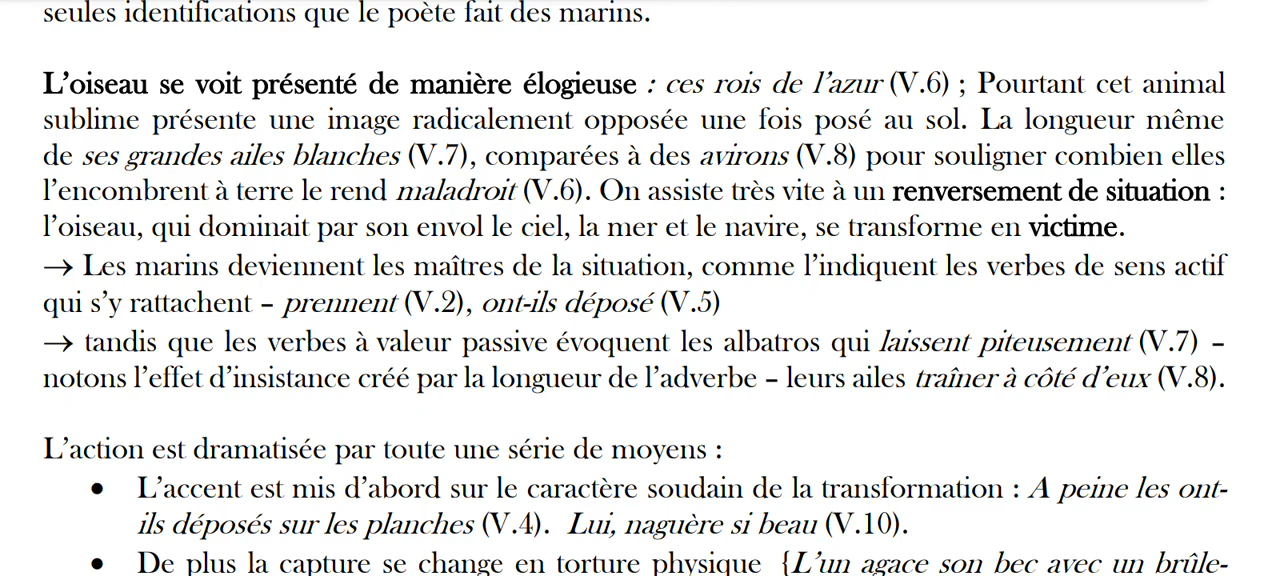 seules identifications que le poète fait des marins.
L’oiseau se voit présenté de manière élogieuse : ces rois de l’azur (V.6) ; Pourtant cet animal
sublime présente une image radicalement opposée une fois posé au sol. La longueur même
de ses grandes ailes blanches (V.7), comparées à des avirons (V.8) pour souligner combien elles
l’encombrent à terre le rend maladroit (V.6). On assiste très vite à un renversement de situation :
l’oiseau, qui dominait par son envol le ciel, la mer et le navire, se transforme en victime.
→ Les marins deviennent les maîtres de la situation, comme l’indiquent les verbes de sens actif
qui s’y rattachent – prennent (V.2), ont-ils déposé (V.5)
→ tandis que les verbes à valeur passive évoquent les albatros qui laissent piteusement (V.7) –
notons l’effet d’insistance créé par la longueur de l’adverbe – leurs ailes traîner à côté d’eux (V.8).
L’action est dramatisée par toute une série de moyens :
• L’accent est mis d’abord sur le caractère soudain de la transformation : A peine les ont-
ils déposés sur les planches (V.4). Lui, naguère si beau (V.10).
• De plus la capture se change en torture physique {L’un agace son bec avec un brûle-